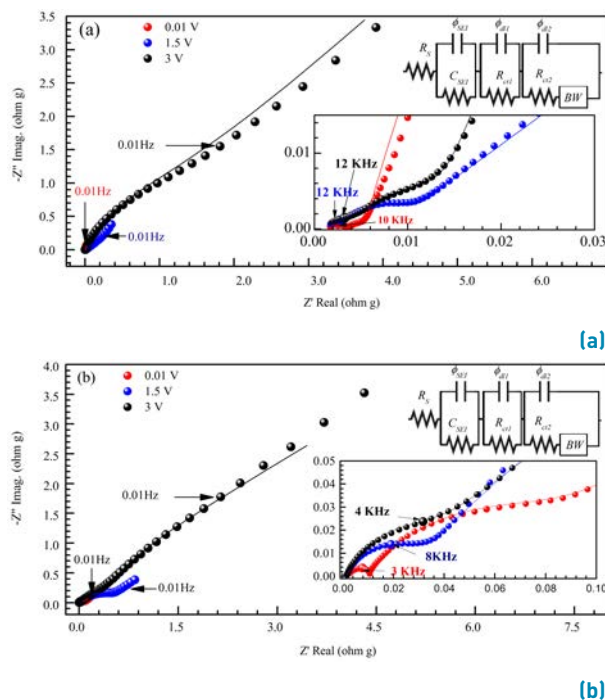 (a)
0.01 V
1.5 V
3 V
ϕSEI
ϕdl1
ϕdl2
RS
CSEI
Rct1
Rct2
BW
-Z'' Imag. (ohm g)
3.5
3.0
2.5
2.0
1.5
1.0
0.5
0.0
0.01Hz
0.01Hz
0.01Hz
0.01
0.00
12 KHz
12 KHz
10 KHz
0.00 0.01 0.02 0.03
0.0 1.0 2.0 3.0 4.0 5.0 6.0
Z' Real (ohm g)
(a)
(b)
0.01 V
1.5 V
3 V
ϕSEI
ϕdl1
ϕdl2
RS
CSEI
Rct1
Rct2
BW
-Z'' Imag. (ohm g)
4.0
3.5
3.0
2.5
2.0
1.5
1.0
0.5
0.0
0.01Hz
0.01Hz
0.01Hz
0.05
0.04
0.03
0.02
0.01
0.00
4 KHz
8KHz
3 KHz
0.00 0.02 0.04 0.06 0.08 0.10
0.0 1.5 3.0 4.5 6.0 7.5
Z' Real (ohm g)
(b)